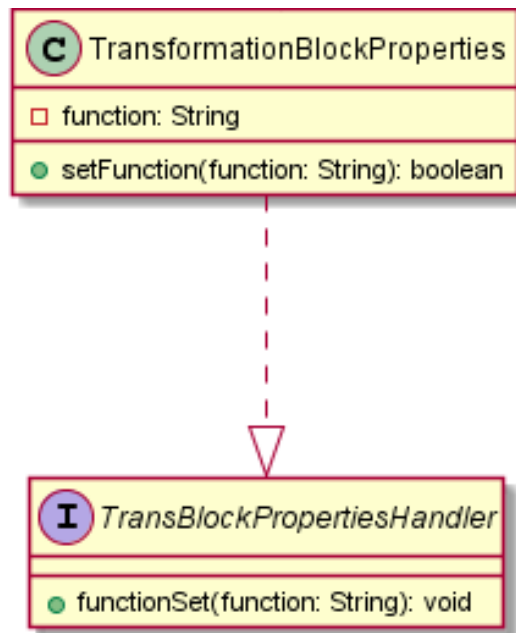 C TransformationBlockProperties
function: String
setFunction(function: String): boolean
I TransBlockPropertiesHandler
functionSet(function: String): void